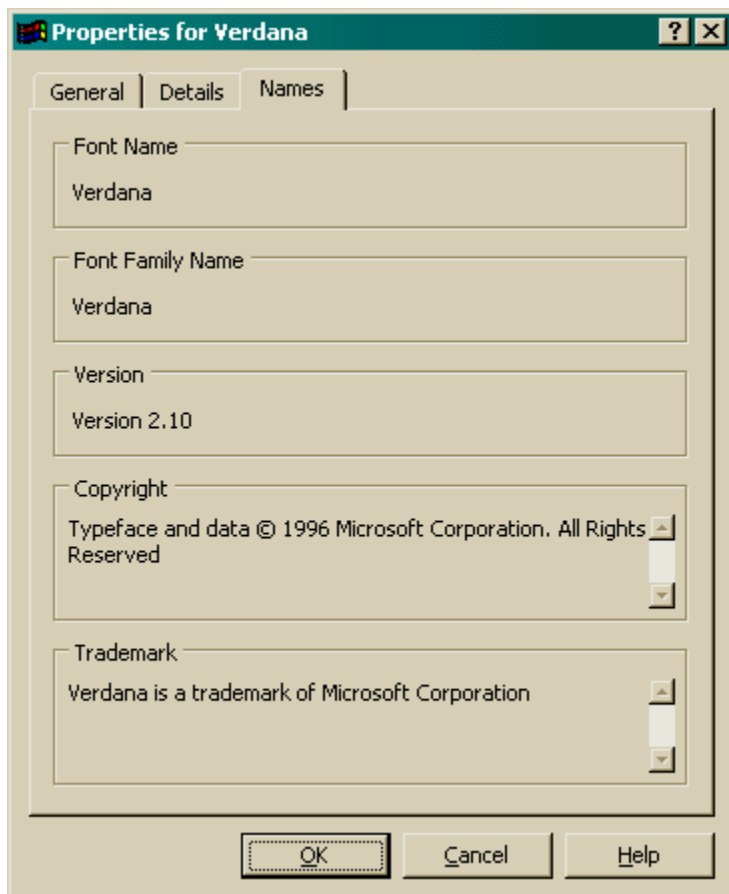 Properties for Verdana
General Details Names
Font Name
Verdana
Font Family Name
Verdana
Version
Version 2.10
Copyright
Typeface and data © 1996 Microsoft Corporation. All Rights
Reserved
Trademark
Verdana is a trademark of Microsoft Corporation
OK Cancel Help